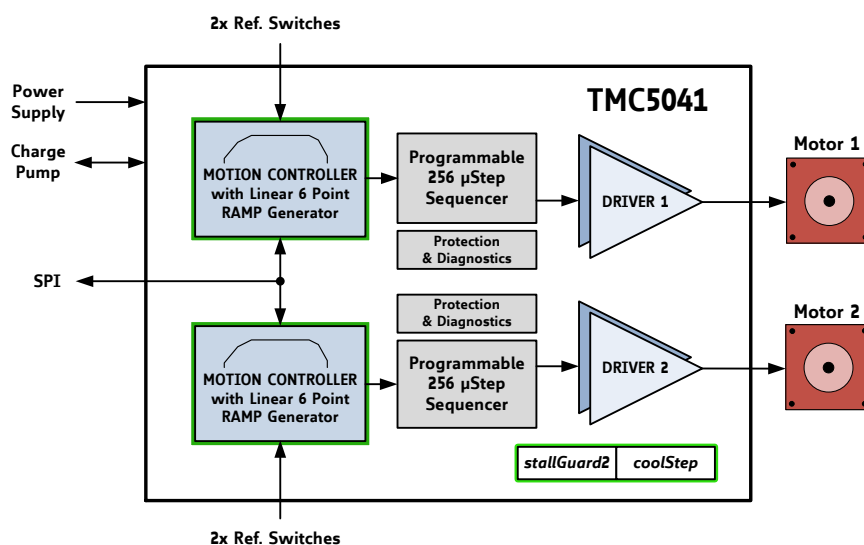 2x Ref. Switches
TMC5041
Power
Supply
Charge
Pump
MOTION CONTROLLER
with Linear 6 Point
RAMP Generator
Programmable
256 µStep
Sequencer
DRIVER 1
Motor 1
Protection
& Diagnostics
SPI
Protection
& Diagnostics
MOTION CONTROLLER
with Linear 6 Point
RAMP Generator
Programmable
256 µStep
Sequencer
DRIVER 2
Motor 2
stallGuard2
coolStep
2x Ref. Switches